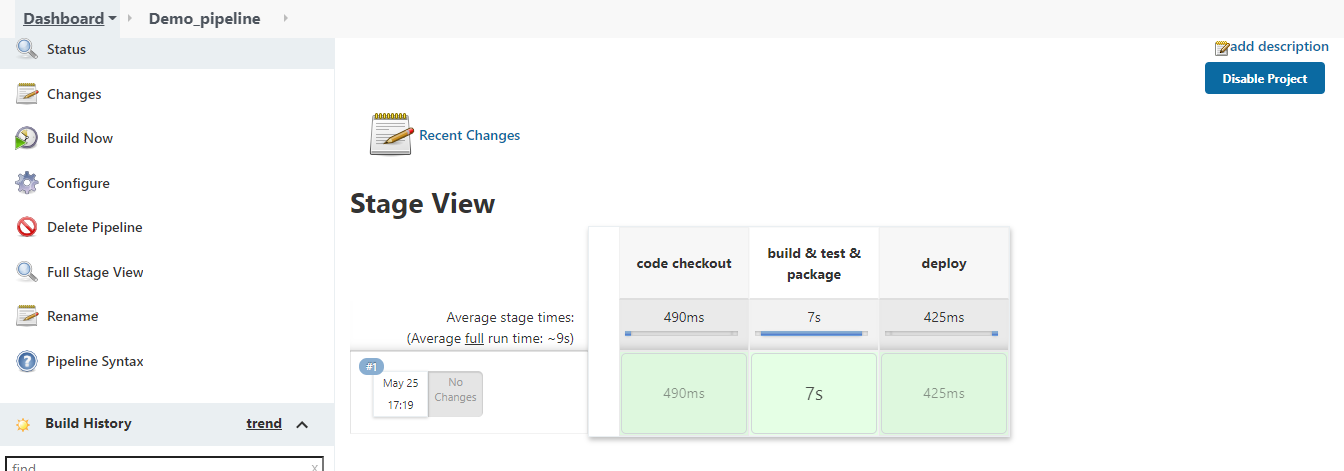 Dashboard
Demo_pipeline
Status
Changes
Build Now
Configure
Delete Pipeline
Full Stage View
Rename
Pipeline Syntax
Build History
trend
find
x
add description
Disable Project
Recent Changes
Stage View
code checkout
build & test &
package
deploy
Average stage times:
(Average full run time: ~9s)
490ms
7s
425ms
#1
May 25
17:19
No
Changes
490ms
7s
425ms